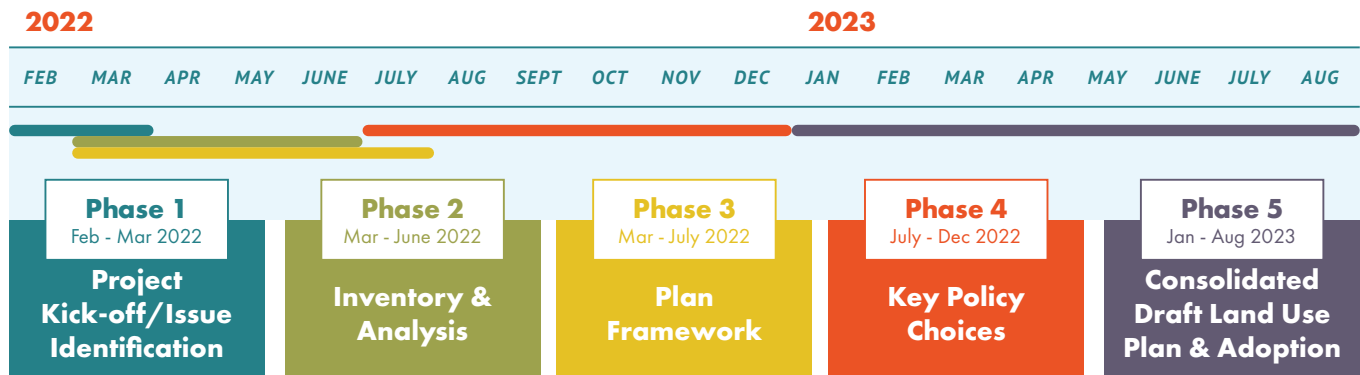 2022 2023
FEB MAR APR MAY JUNE JULY AUG SEPT OCT NOV DEC JAN FEB MAR APR MAY JUNE JULY AUG
Phase 1
Feb - Mar 2022
Project
Kick-off/Issue
Identification
Phase 2
Mar - June 2022
Inventory &
Analysis
Phase 3
Mar - July 2022
Plan
Framework
Phase 4
July - Dec 2022
Key Policy
Choices
Phase 5
Jan - Aug 2023
Consolidated
Draft Land Use
Plan & Adoption